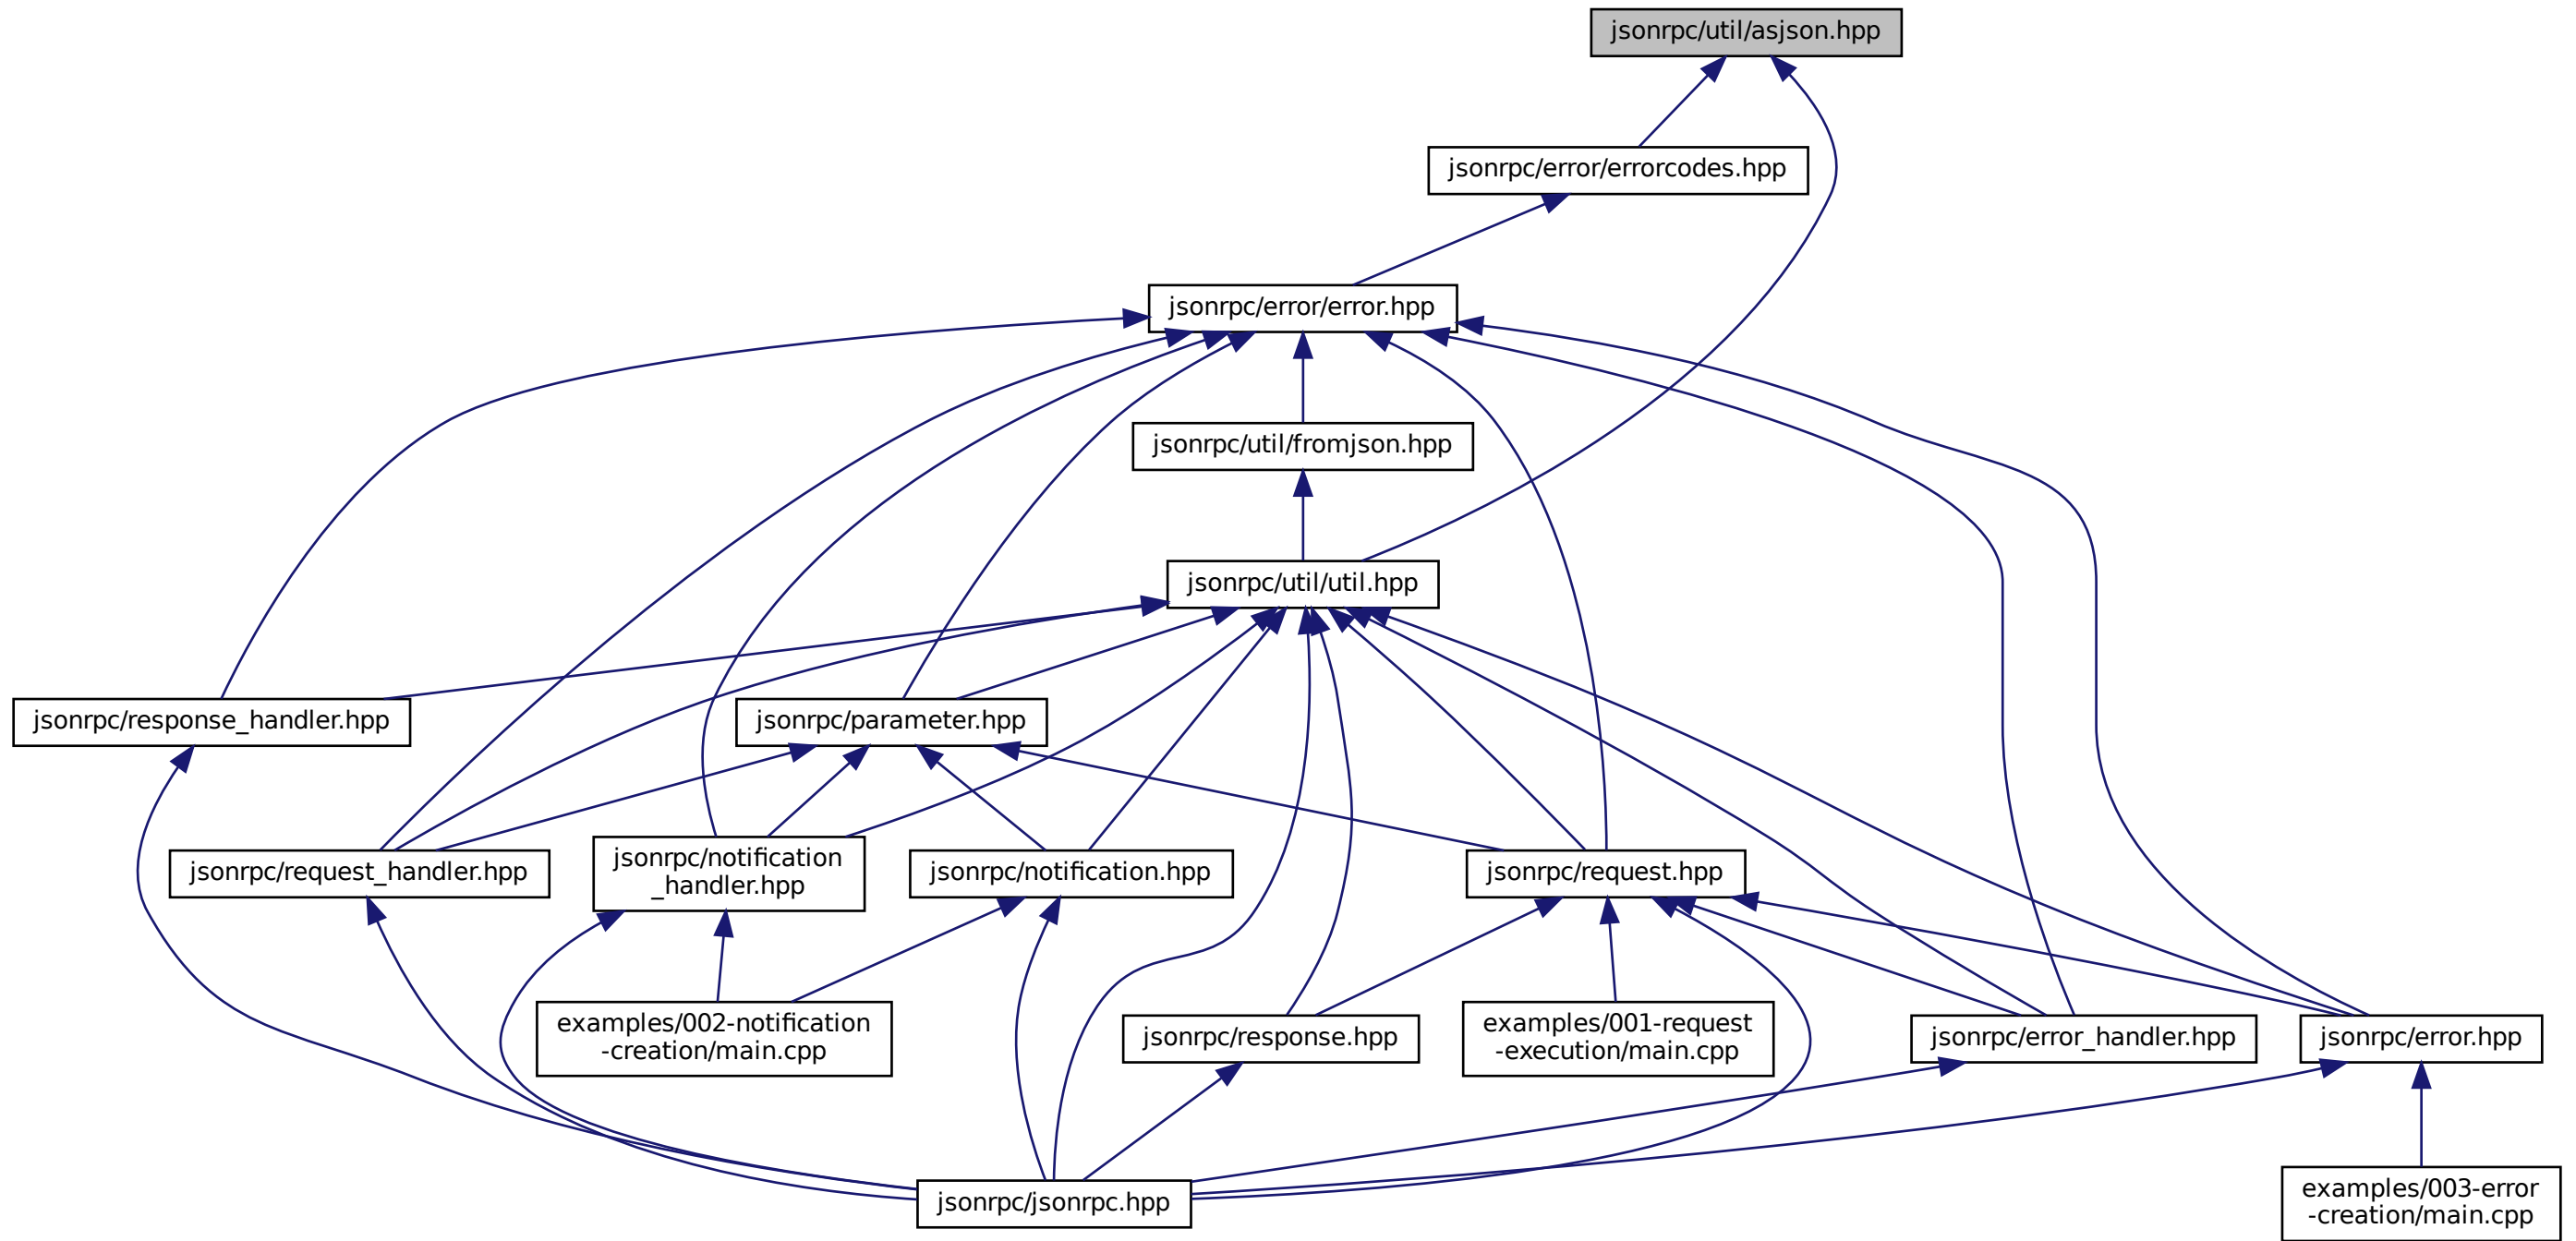 jsonrpc/util/asjson.hpp
jsonrpc/error/errorcodes.hpp
jsonrpc/error/error.hpp
jsonrpc/util/fromjson.hpp
jsonrpc/util/util.hpp
jsonrpc/response_handler.hpp
jsonrpc/parameter.hpp
jsonrpc/request_handler.hpp
jsonrpc/notification
_handler.hpp
jsonrpc/notification.hpp
jsonrpc/request.hpp
examples/002-notification
-creation/main.cpp
jsonrpc/response.hpp
examples/001-request
-execution/main.cpp
jsonrpc/error_handler.hpp
jsonrpc/error.hpp
jsonrpc/jsonrpc.hpp
examples/003-error
-creation/main.cpp